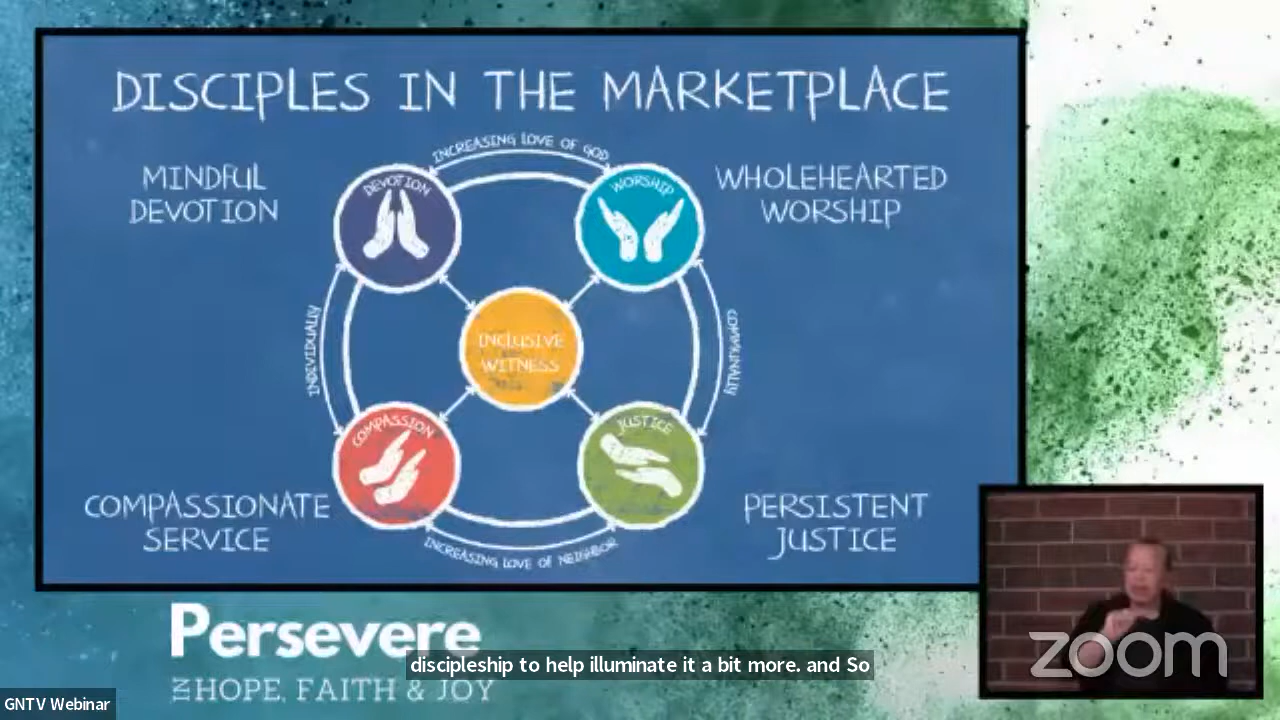 DISCIPLES IN THE MARKETPLACE
INCREASING LOVE OF GOD
MINDFUL
DEVOTION
DEVOTION
WORSHIP
WHOLEHEARTED
WORSHIP
INDIVIDUALLY
INCLUSIVE
WITNESS
COMMUNALLY
COMPASSION
JUSTICE
COMPASSIONATE
SERVICE
PERSISTENT
JUSTICE
INCREASING LOVE OF NEIGHBOR
Persevere
IN HOPE, FAITH & JOY
discipleship to help illuminate it a bit more. and So
zoom
GNTV Webinar